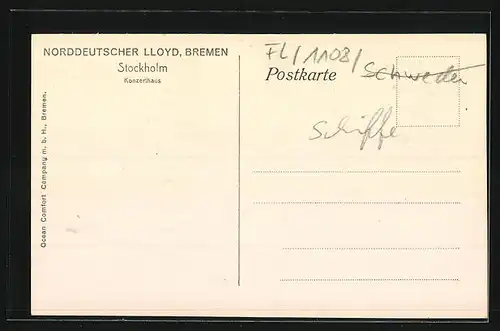 NORDDEUTSCHER LLOYD, BREMEN
Stockholm
Konzerthaus
Ocean Comfort Company m. b. H., Bremen.
FL/1108/
Postkarte
Schweden
Schiffe